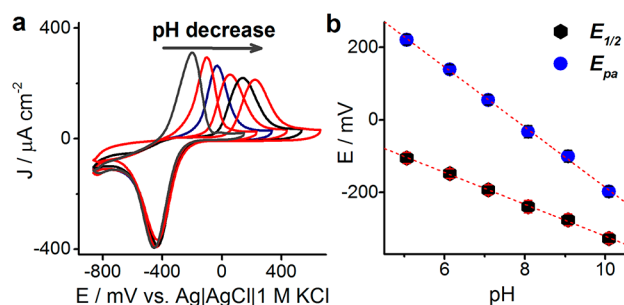 a
pH decrease
400
0
-400
J / µA cm⁻²
-800
-400
0
400
E / mV vs. Ag|AgCl|1 M KCl
b
E₁/₂
Eₚₐ
200
0
-200
E / mV
6
8
10
pH